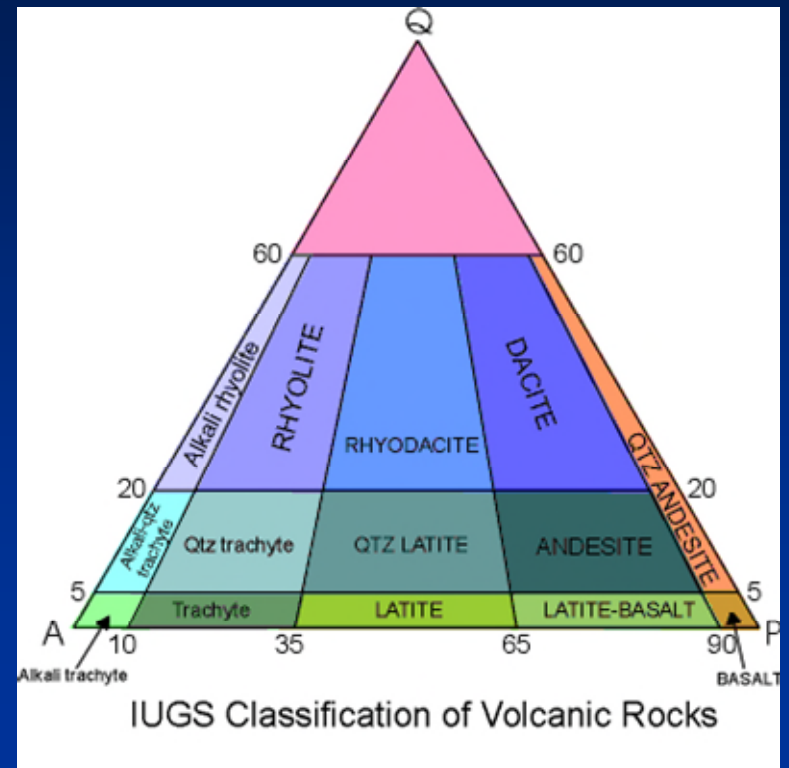 Q
60
60
Alkali rhyolite
RHYOLITE
RHYODACITE
DACITE
QTZ ANDESITE
20
20
Alkali-qtz
trachyte
Qtz trachyte
QTZ LATITE
ANDESITE
5
5
Trachyte
LATITE
LATITE-BASALT
A
P
10
35
65
90
Alkali trachyte
BASALT
IUGS Classification of Volcanic Rocks